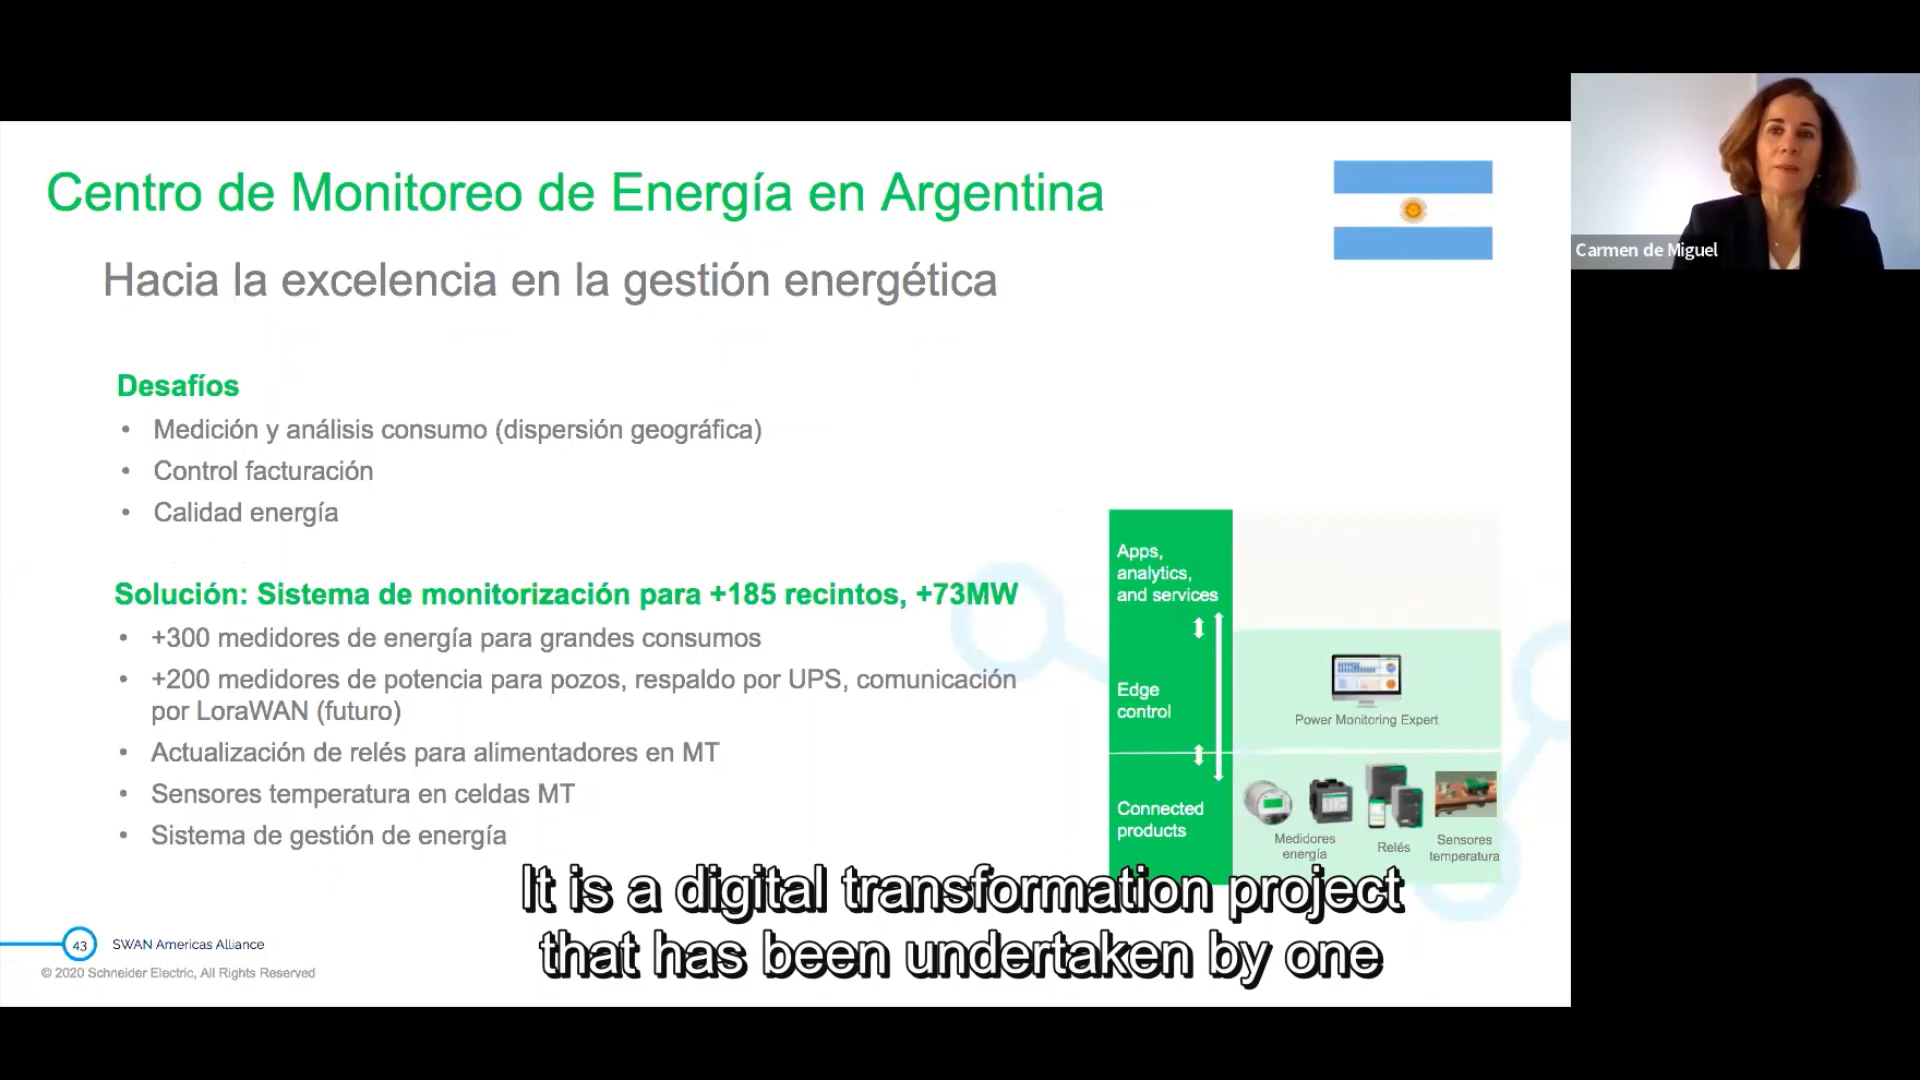 Centro de Monitoreo de Energía en Argentina
Hacia la excelencia en la gestión energética
Carmen de Miguel
Desafíos
• Medición y análisis consumo (dispersión geográfica)
• Control facturación
• Calidad energía
Solución: Sistema de monitorización para +185 recintos, +73MW
• +300 medidores de energía para grandes consumos
• +200 medidores de potencia para pozos, respaldo por UPS, comunicación
por LoraWAN (futuro)
• Actualización de relés para alimentadores en MT
• Sensores temperatura en celdas MT
• Sistema de gestión de energía
Apps,
analytics,
and services
Edge
control
Power Monitoring Expert
Connected
products
Medidores
energía
Relés
Sensores
temperatura
It is a digital transformation project
that has been undertaken by one
43 SWAN Americas Alliance
© 2020 Schneider Electric, All Rights Reserved